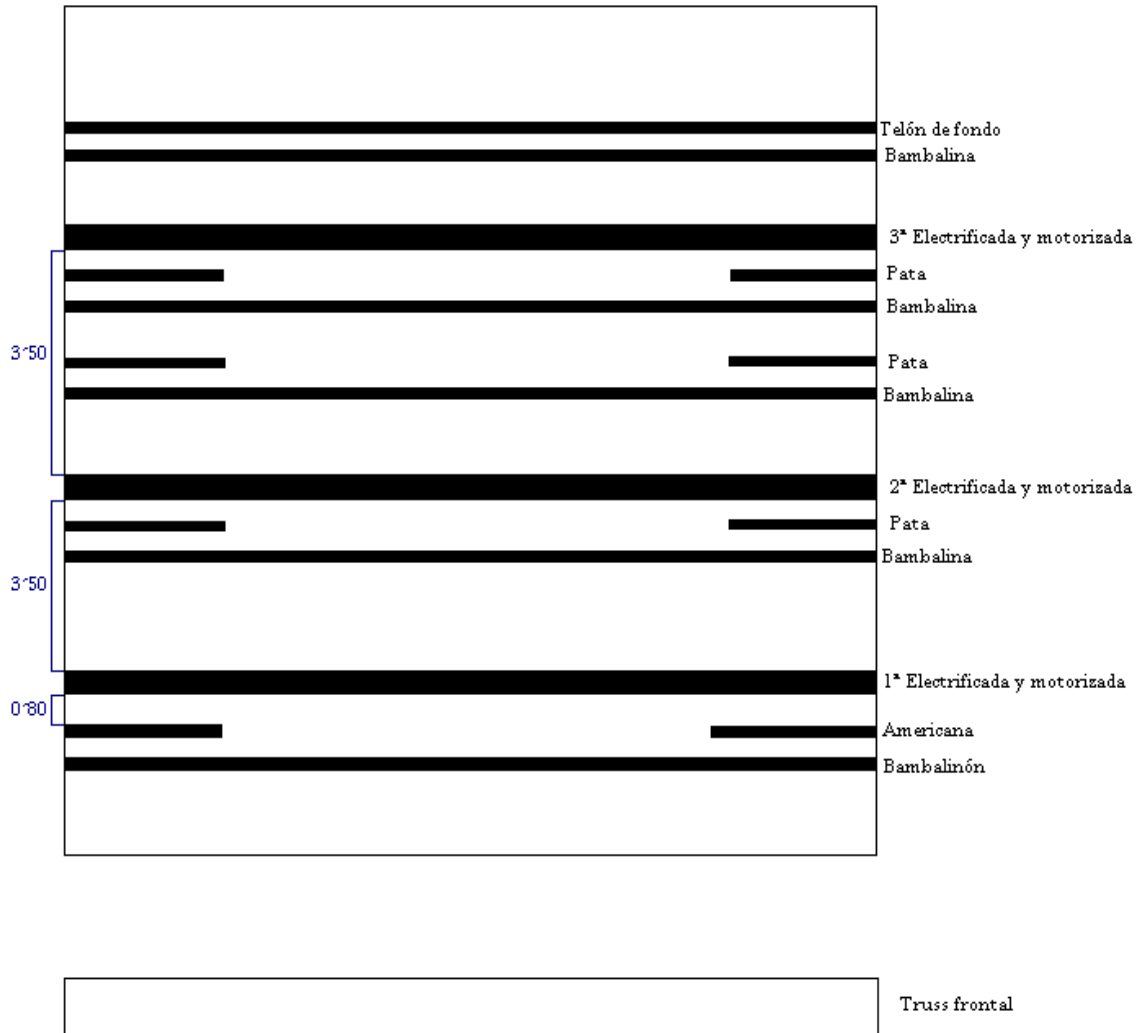 Telón de fondo
Bambalina
3ª Electrificada y motorizada
Pata
Bambalina
3´50
Pata
Bambalina
2ª Electrificada y motorizada
Pata
Bambalina
3´50
1ª Electrificada y motorizada
0´80
Americana
Bambalinón
Truss frontal